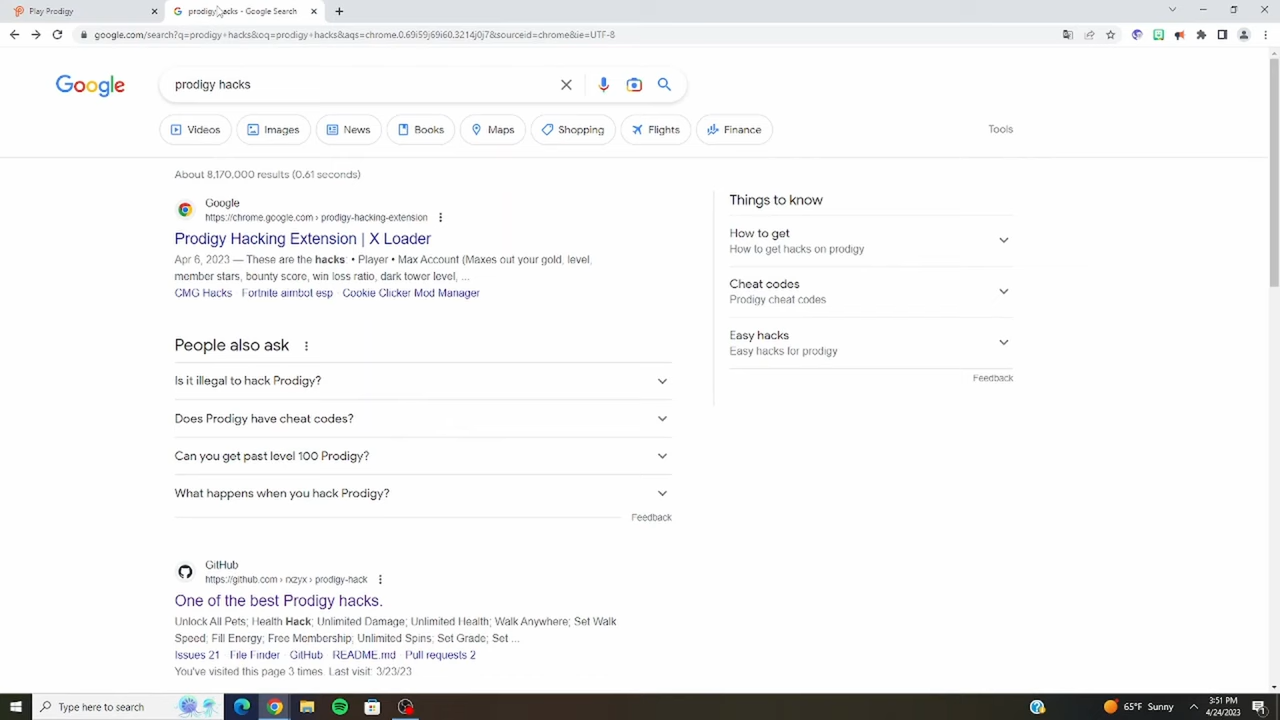 Play Prodigy
prodigy hacks - Google Search
google.com/search?q=prodigy+hacks&oq=prodigy+hacks&aqs=chrome.0.69i59j69i60.3214j0j7&sourceid=chrome&ie=UTF-8
Google
prodigy hacks
Videos
Images
News
Books
Maps
Shopping
Flights
Finance
Tools
About 8,170,000 results (0.61 seconds)
Google
https://chrome.google.com › prodigy-hacking-extension
Prodigy Hacking Extension | X Loader
Apr 6, 2023 — These are the hacks: • Player • Max Account (Maxes out your gold, level,
member stars, bounty score, win loss ratio, dark tower level, ...
CMG Hacks · Fortnite aimbot esp · Cookie Clicker Mod Manager
People also ask
Is it illegal to hack Prodigy?
Does Prodigy have cheat codes?
Can you get past level 100 Prodigy?
What happens when you hack Prodigy?
Feedback
GitHub
https://github.com › rxzyx › prodigy-hack
One of the best Prodigy hacks.
Unlock All Pets; Health Hack; Unlimited Damage; Unlimited Health; Walk Anywhere; Set Walk
Speed; Fill Energy; Free Membership; Unlimited Spins; Set Grade; Set ...
Issues 21 · File Finder · GitHub · README.md · Pull requests 2
You've visited this page 3 times. Last visit: 3/23/23
Things to know
How to get
How to get hacks on prodigy
Cheat codes
Prodigy cheat codes
Easy hacks
Easy hacks for prodigy
Feedback
Type here to search
65°F Sunny
3:51 PM
4/24/2023